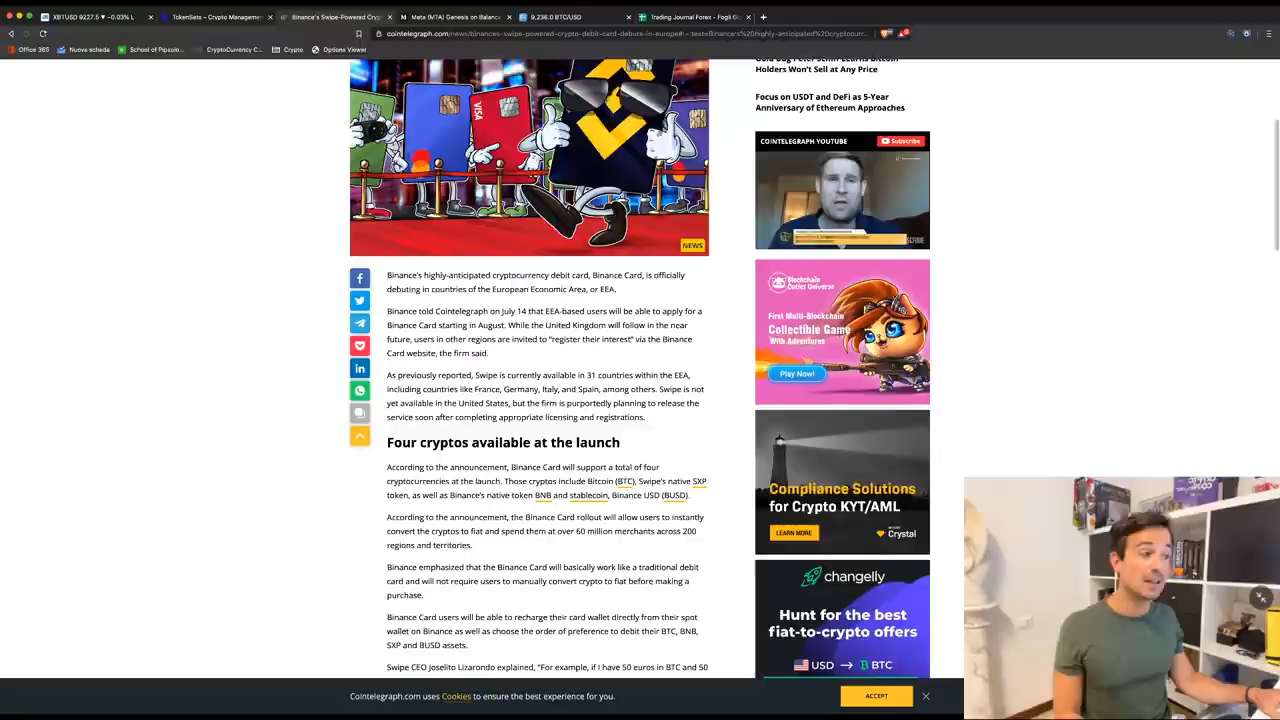 XBTUSD 9227.5 ▼ −0.03% L
TokenSets – Crypto Managemen
Binance's Swipe-Powered Cryp
Meta (MTA) Genesis on Balanc
9,236.0 BTC/USD
Trading Journal Forex - Fogli Go
cointelegraph.com/news/binances-swipe-powered-crypto-debit-card-debuts-in-europe#:~:text=Binance's%20highly-anticipated%20cryptocurr...
Office 365
Nuova scheda
School of Pipsulo...
CryptoCurrency C...
Crypto
Options Viewer
VISA
NEWS
Holders Won't Sell at Any Price
Focus on USDT and DeFi as 5-Year
Anniversary of Ethereum Approaches
COINTELEGRAPH YOUTUBE
Subscribe
Binance's highly-anticipated cryptocurrency debit card, Binance Card, is officially
debuting in countries of the European Economic Area, or EEA.
Binance told Cointelegraph on July 14 that EEA-based users will be able to apply for a
Binance Card starting in August. While the United Kingdom will follow in the near
future, users in other regions are invited to "register their interest" via the Binance
Card website, the firm said.
As previously reported, Swipe is currently available in 31 countries within the EEA,
including countries like France, Germany, Italy, and Spain, among others. Swipe is not
yet available in the United States, but the firm is purportedly planning to release the
service soon after completing appropriate licensing and registrations.
Four cryptos available at the launch
According to the announcement, Binance Card will support a total of four
cryptocurrencies at the launch. Those cryptos include Bitcoin (BTC), Swipe's native SXP
token, as well as Binance's native token BNB and stablecoin, Binance USD (BUSD).
According to the announcement, the Binance Card rollout will allow users to instantly
convert the cryptos to fiat and spend them at over 60 million merchants across 200
regions and territories.
Binance emphasized that the Binance Card will basically work like a traditional debit
card and will not require users to manually convert crypto to fiat before making a
purchase.
Binance Card users will be able to recharge their card wallet directly from their spot
wallet on Binance as well as choose the order of preference to debit their BTC, BNB,
SXP and BUSD assets.
Swipe CEO Joselito Lizarondo explained, "For example, if I have 50 euros in BTC and 50
Blockchain
Cuties Universe
First Multi-Blockchain
Collectible Game
With Adventures
Play Now!
Compliance Solutions
for Crypto KYT/AML
LEARN MORE
Crystal
changelly
Hunt for the best
fiat-to-crypto offers
USD → BTC
Cointelegraph.com uses Cookies to ensure the best experience for you.
ACCEPT